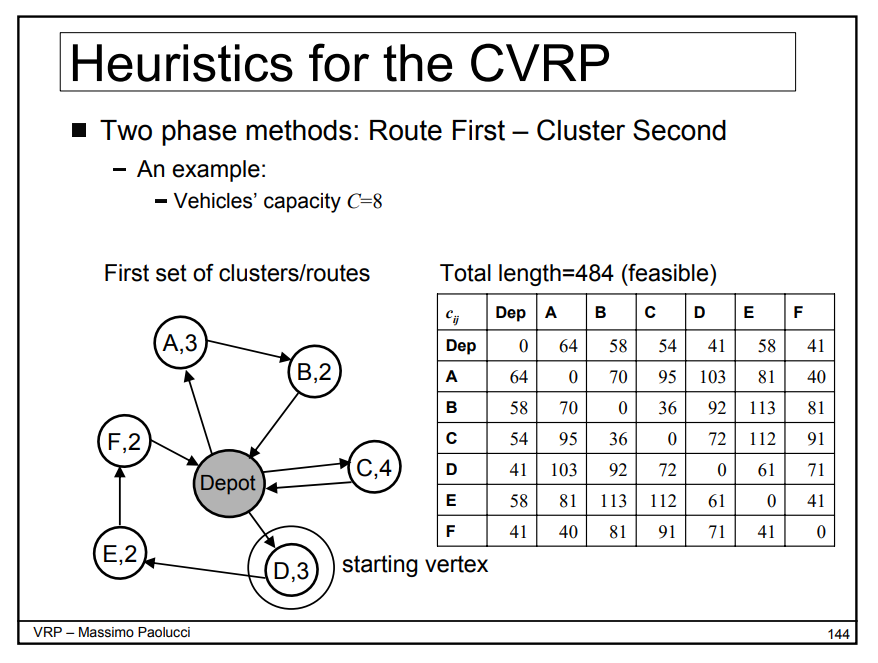 Heuristics for the CVRP
■ Two phase methods: Route First – Cluster Second
– An example:
– Vehicles' capacity C=8
First set of clusters/routes
A,3
B,2
F,2
C,4
Depot
E,2
D,3
starting vertex
Total length=484 (feasible)
cij Dep A B C D E F
Dep 0 64 58 54 41 58 41
A 64 0 70 95 103 81 40
B 58 70 0 36 92 113 81
C 54 95 36 0 72 112 91
D 41 103 92 72 0 61 71
E 58 81 113 112 61 0 41
F 41 40 81 91 71 41 0
VRP – Massimo Paolucci
144